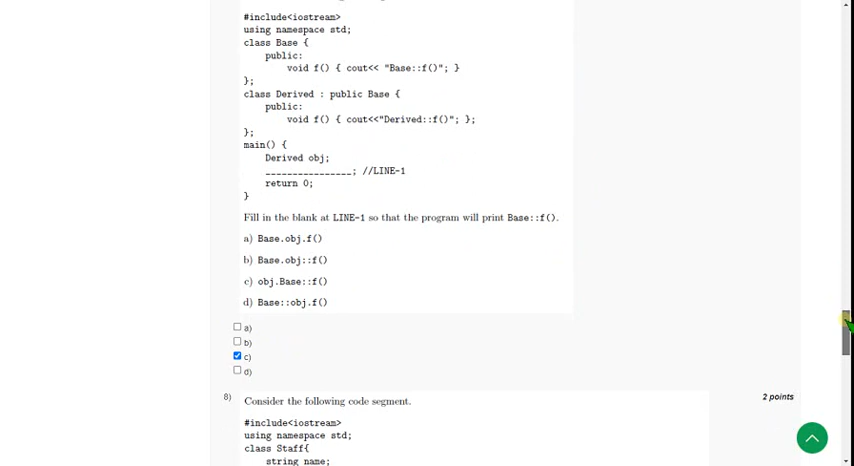 #include<iostream>
using namespace std;
class Base {
public:
void f() { cout<< "Base::f()"; }
};
class Derived : public Base {
public:
void f() { cout<<"Derived::f()"; };
};
main() {
Derived obj;
________________; //LINE-1
return 0;
}
Fill in the blank at LINE-1 so that the program will print Base::f().
a) Base.obj.f()
b) Base.obj::f()
c) obj.Base::f()
d) Base::obj.f()
a)
b)
c)
d)
8) Consider the following code segment. 2 points
#include<iostream>
using namespace std;
class Staff{
string name;